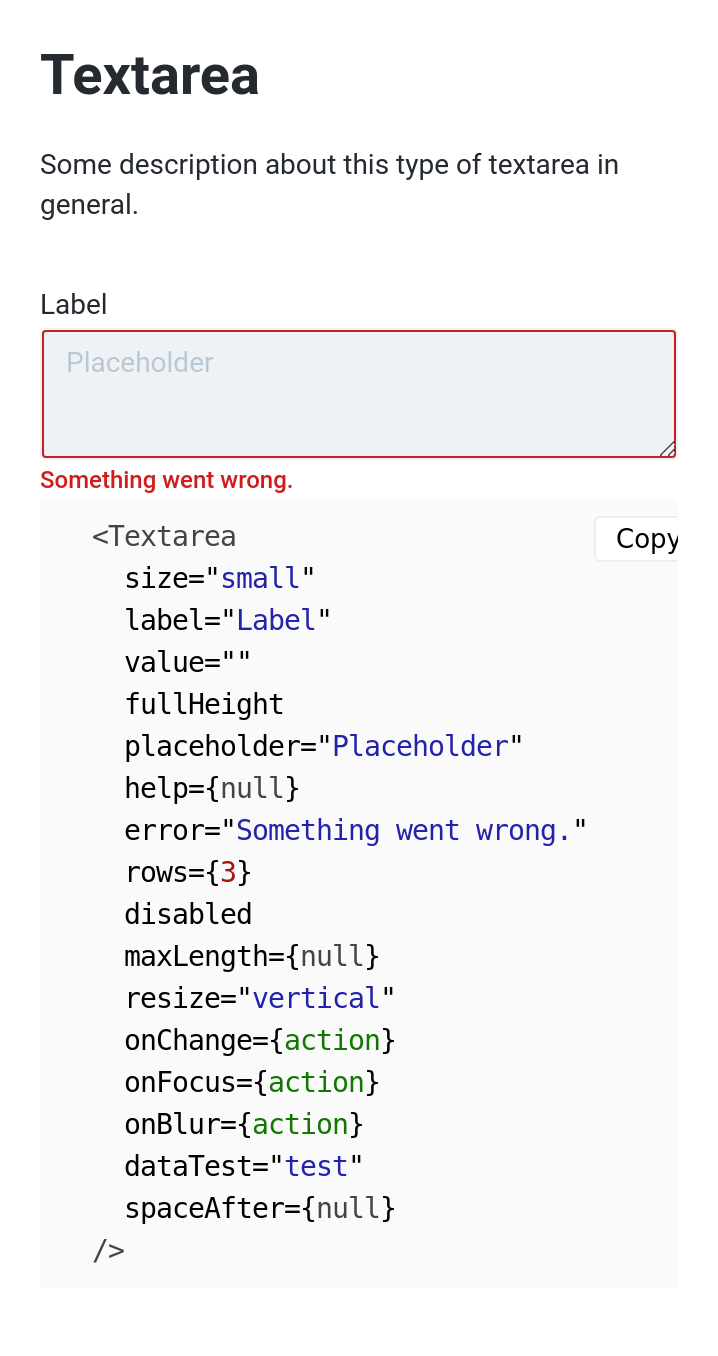 Textarea
Some description about this type of textarea in
general.
Label
Placeholder
Something went wrong.
<Textarea
Copy
size="small"
label="Label"
value=""
fullHeight
placeholder="Placeholder"
help={null}
error="Something went wrong."
rows={3}
disabled
maxLength={null}
resize="vertical"
onChange={action}
onFocus={action}
onBlur={action}
dataTest="test"
spaceAfter={null}
/>